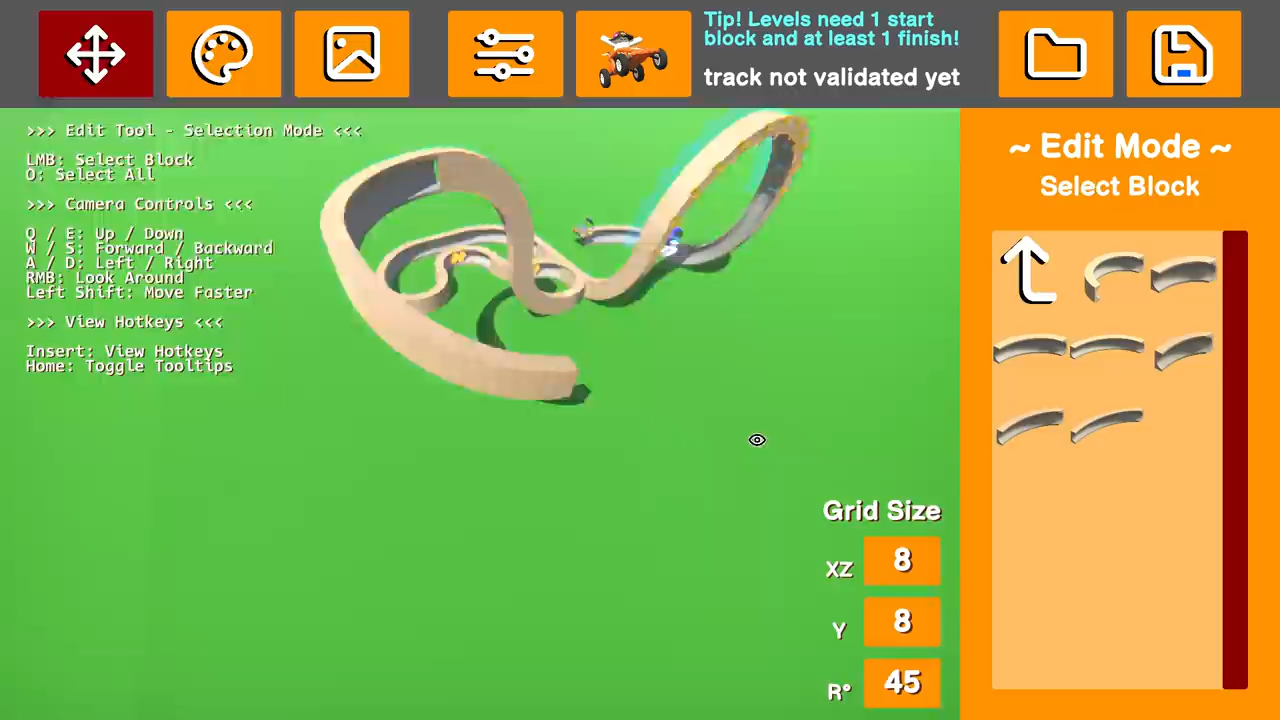 Tip! Levels need 1 start
block and at least 1 finish!
track not validated yet
>>> Edit Tool - Selection Mode <<<
LMB: Select Block
O: Select All
>>> Camera Controls <<<
Q / E: Up / Down
W / S: Forward / Backward
A / D: Left / Right
RMB: Look Around
Left Shift: Move Faster
>>> View Hotkeys <<<
Insert: View Hotkeys
Home: Toggle Tooltips
~ Edit Mode ~
Select Block
Grid Size
XZ 8
Y 8
R° 45